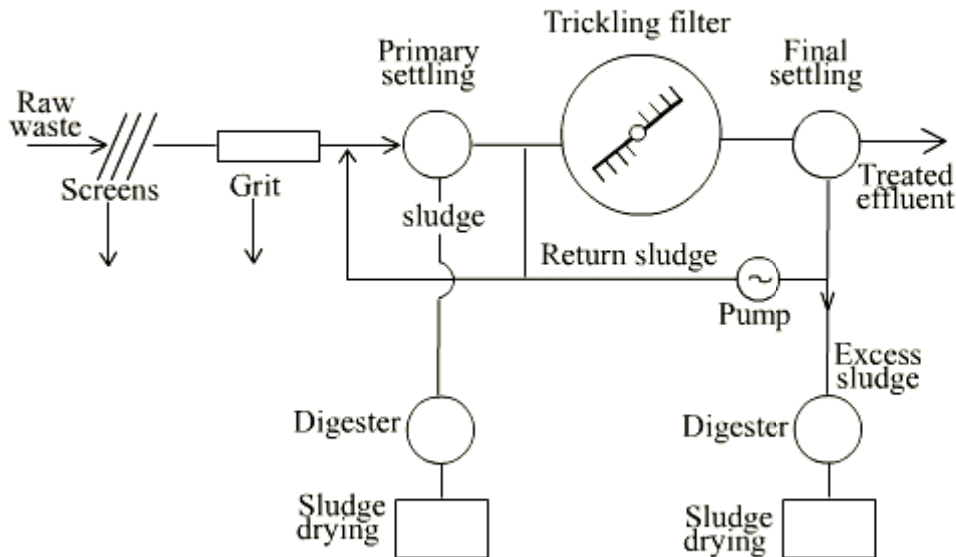 Trickling filter
Primary
settling
Final
settling
Raw
waste
Screens
Grit
sludge
Treated
effluent
Return sludge
Pump
Excess
sludge
Digester
Digester
Sludge
drying
Sludge
drying